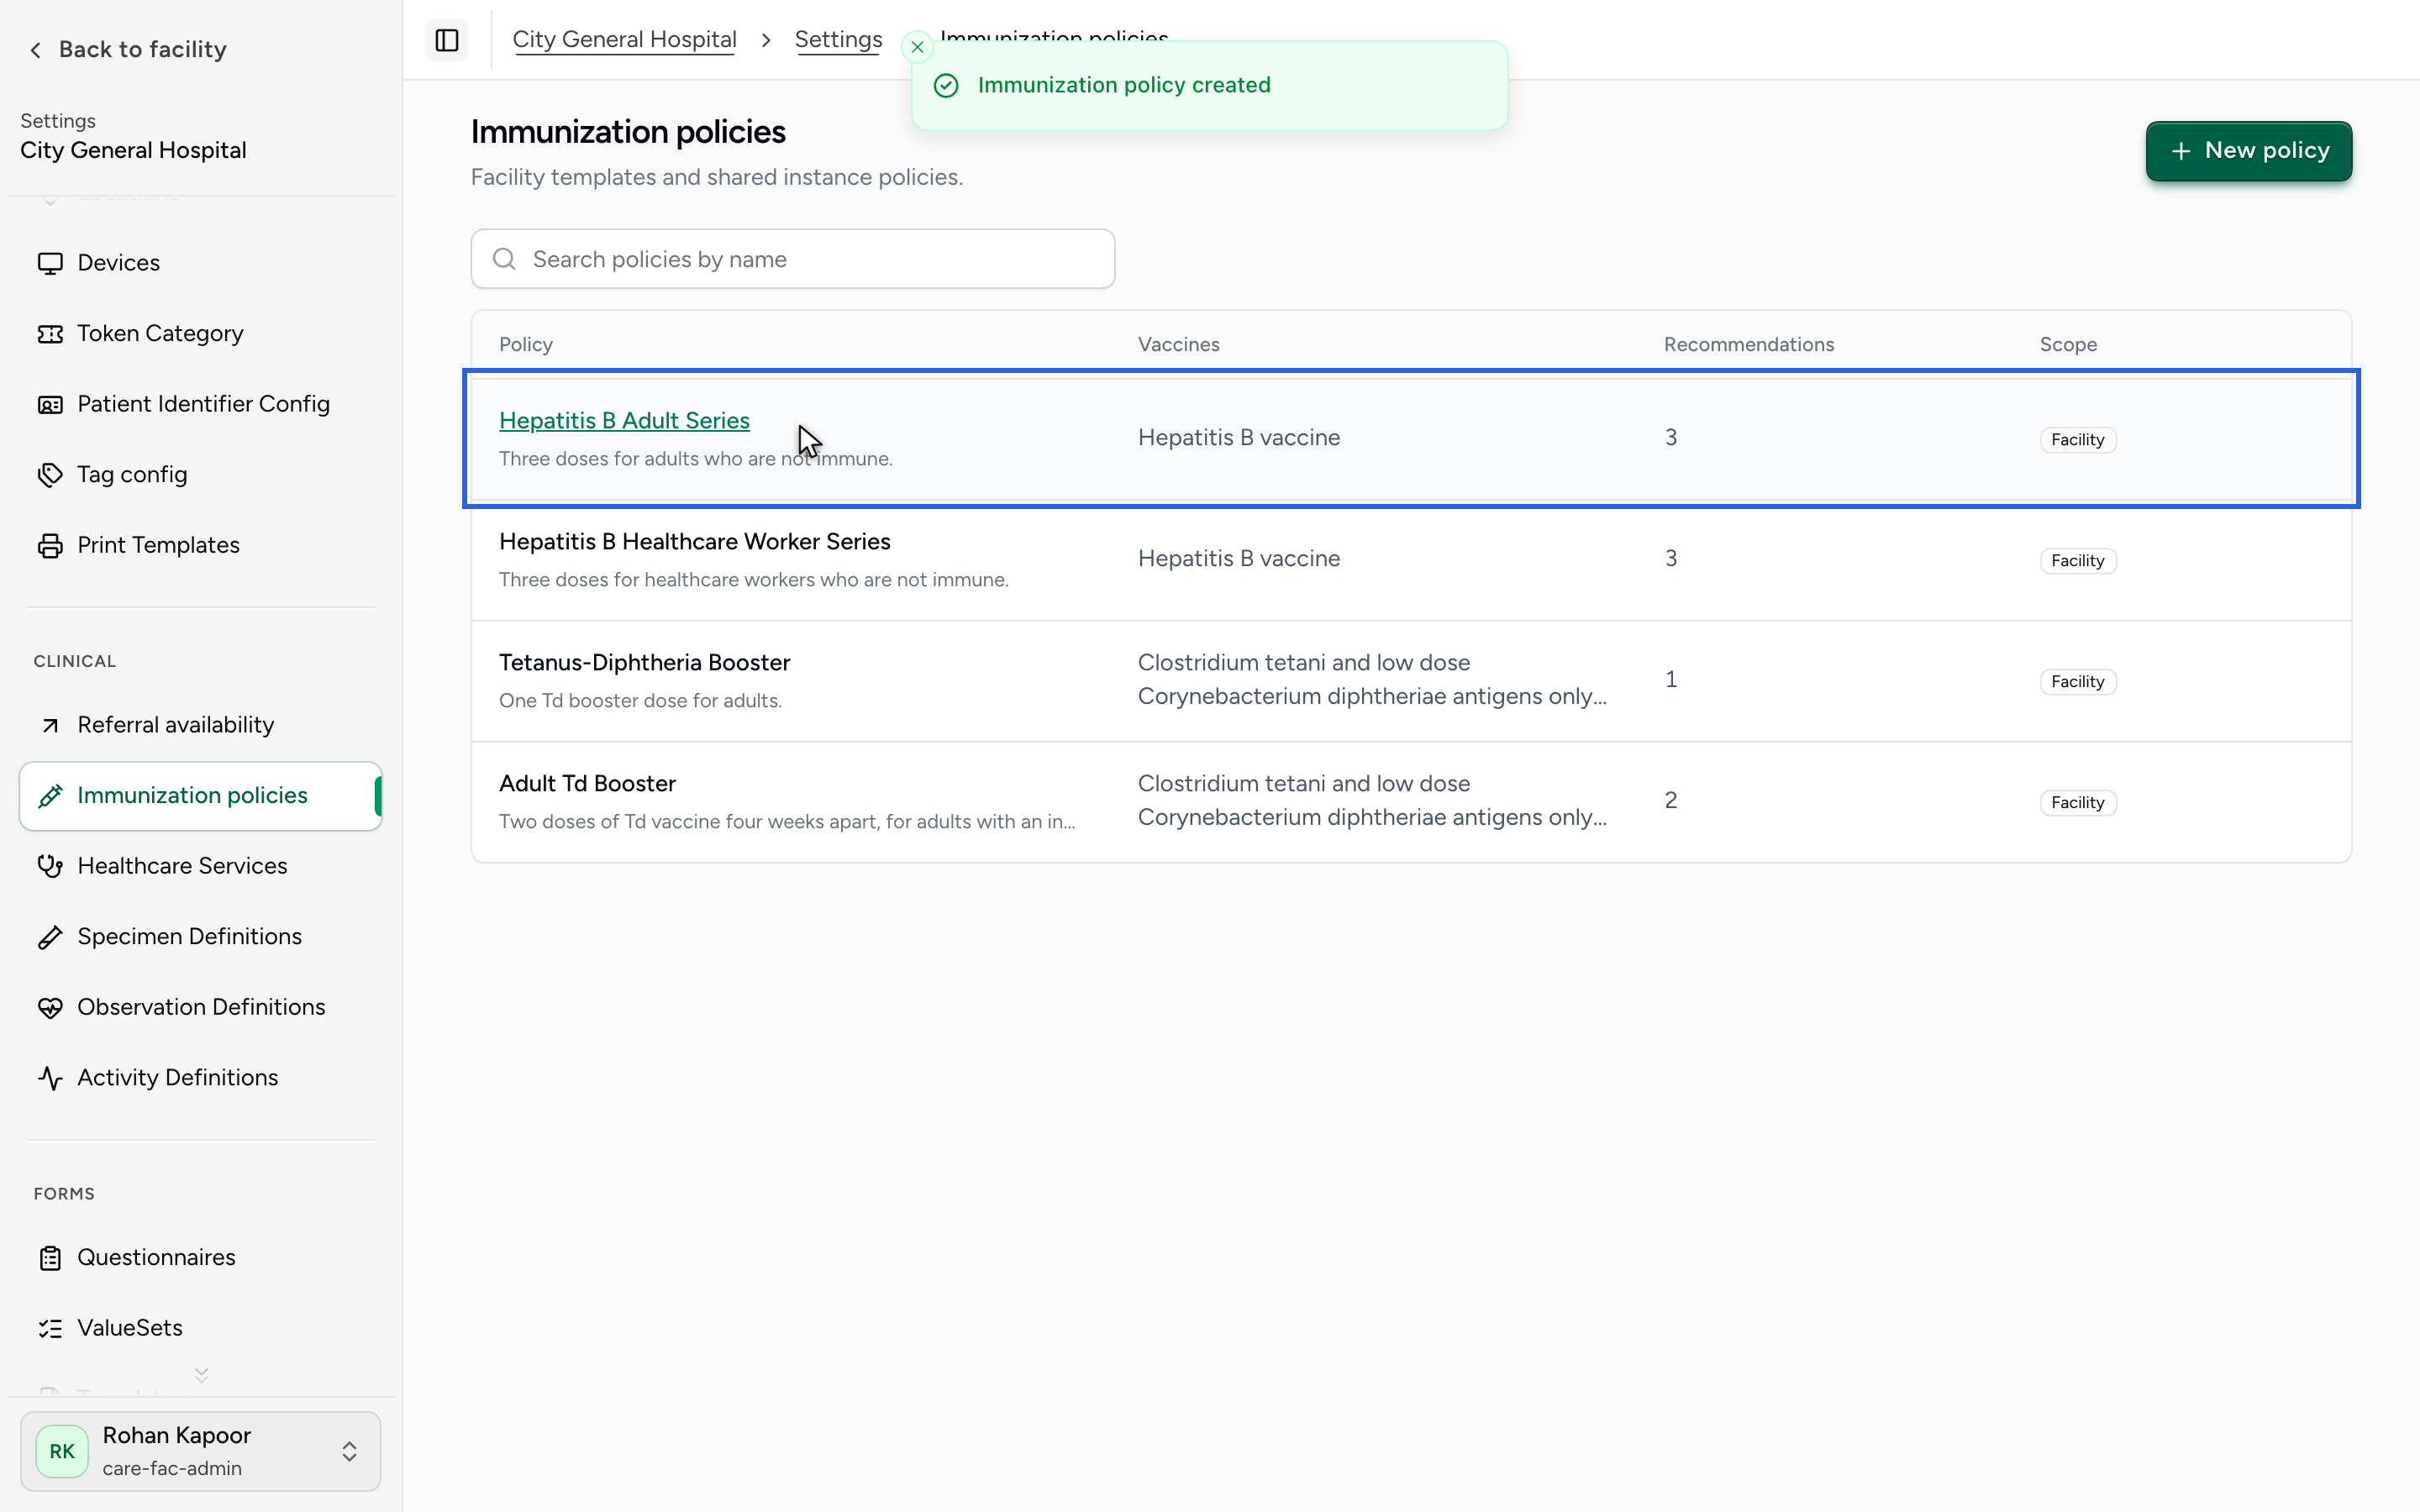 Back to facility
Settings
City General Hospital
Devices
Token Category
Patient Identifier Config
Tag config
Print Templates
CLINICAL
Referral availability
Immunization policies
Healthcare Services
Specimen Definitions
Observation Definitions
Activity Definitions
FORMS
Questionnaires
ValueSets
RK
Rohan Kapoor
care-fac-admin
City General Hospital
Settings
Immunization policies
Immunization policy created
Immunization policies
Facility templates and shared instance policies.
New policy
Search policies by name
Policy Vaccines Recommendations Scope
Hepatitis B Adult Series
Three doses for adults who are not immune.
Hepatitis B vaccine
3
Facility
Hepatitis B Healthcare Worker Series
Three doses for healthcare workers who are not immune.
Hepatitis B vaccine
3
Facility
Tetanus-Diphtheria Booster
One Td booster dose for adults.
Clostridium tetani and low dose
Corynebacterium diphtheriae antigens only...
1
Facility
Adult Td Booster
Two doses of Td vaccine four weeks apart, for adults with an in...
Clostridium tetani and low dose
Corynebacterium diphtheriae antigens only...
2
Facility